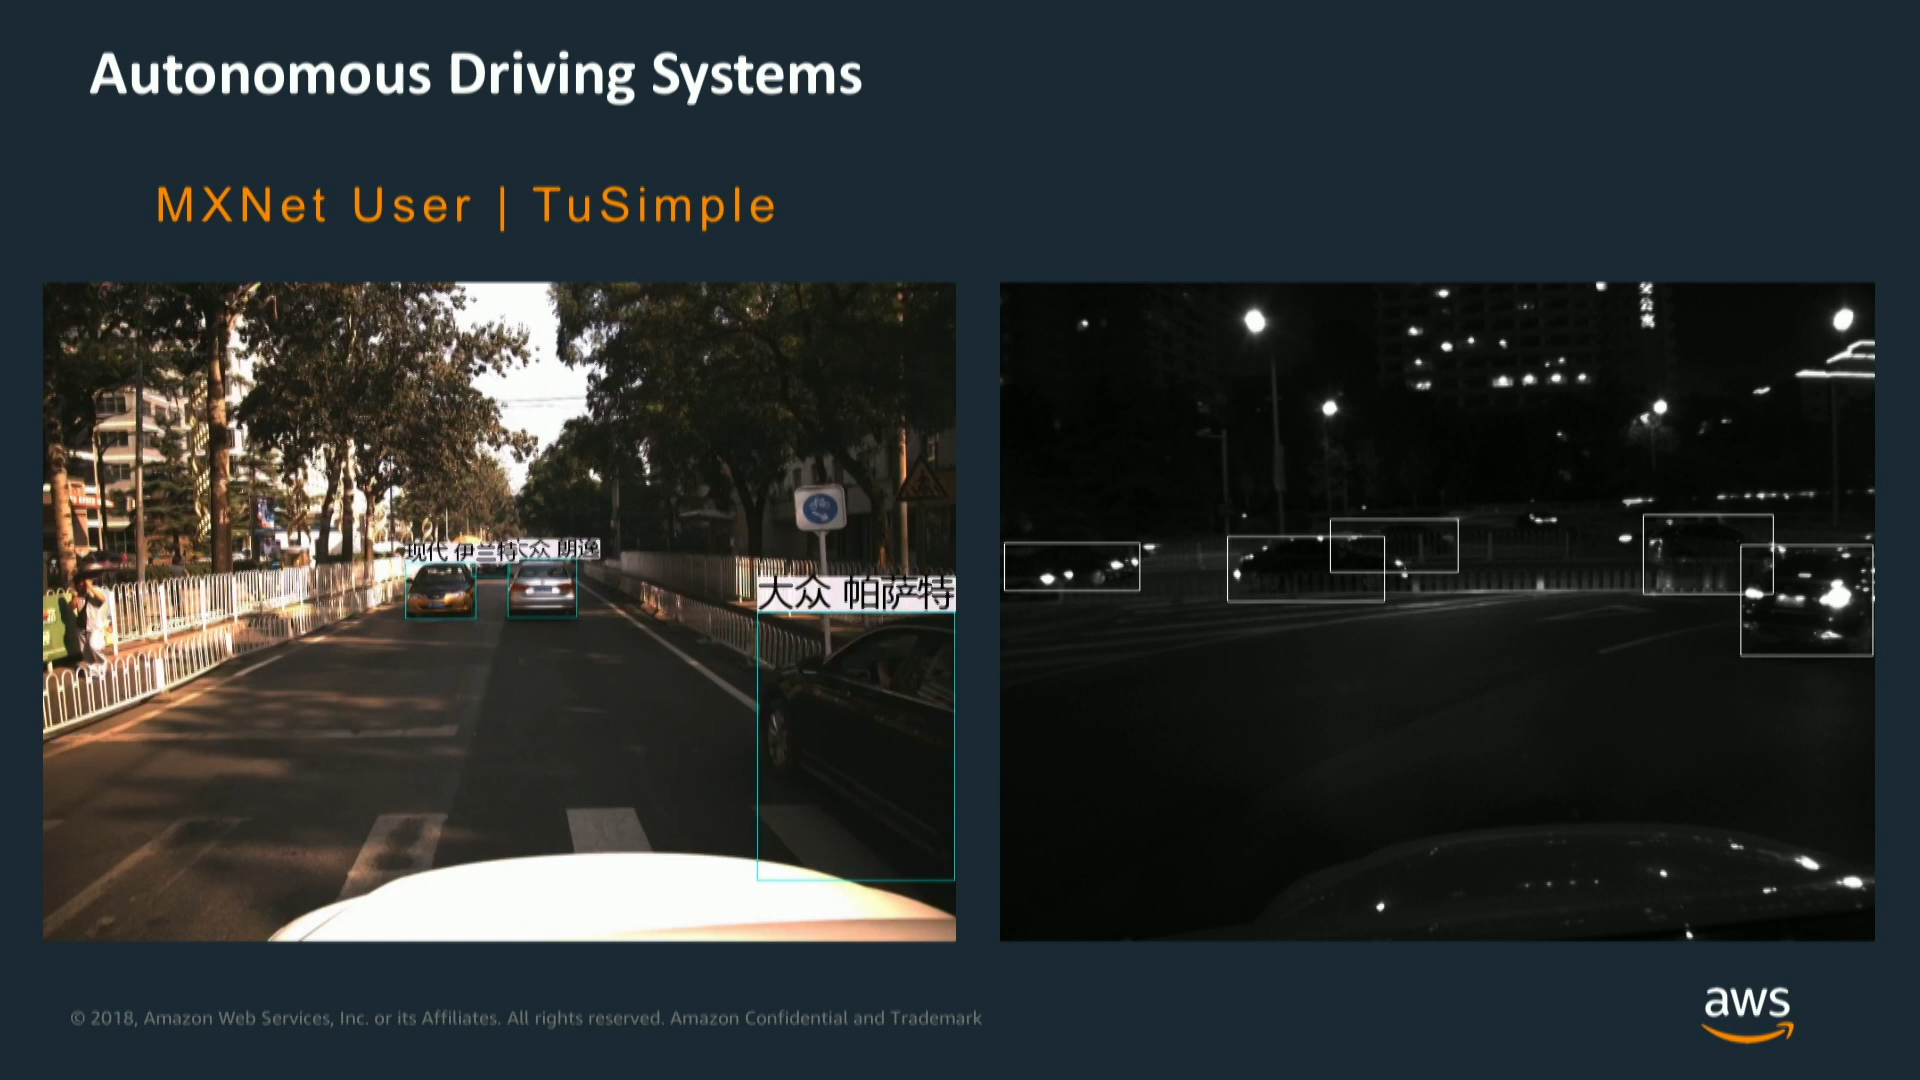 Autonomous Driving Systems
MXNet User | TuSimple
现代 伊兰特
大众 朗逸
大众 帕萨特
© 2018, Amazon Web Services, Inc. or its Affiliates. All rights reserved. Amazon Confidential and Trademark
aws